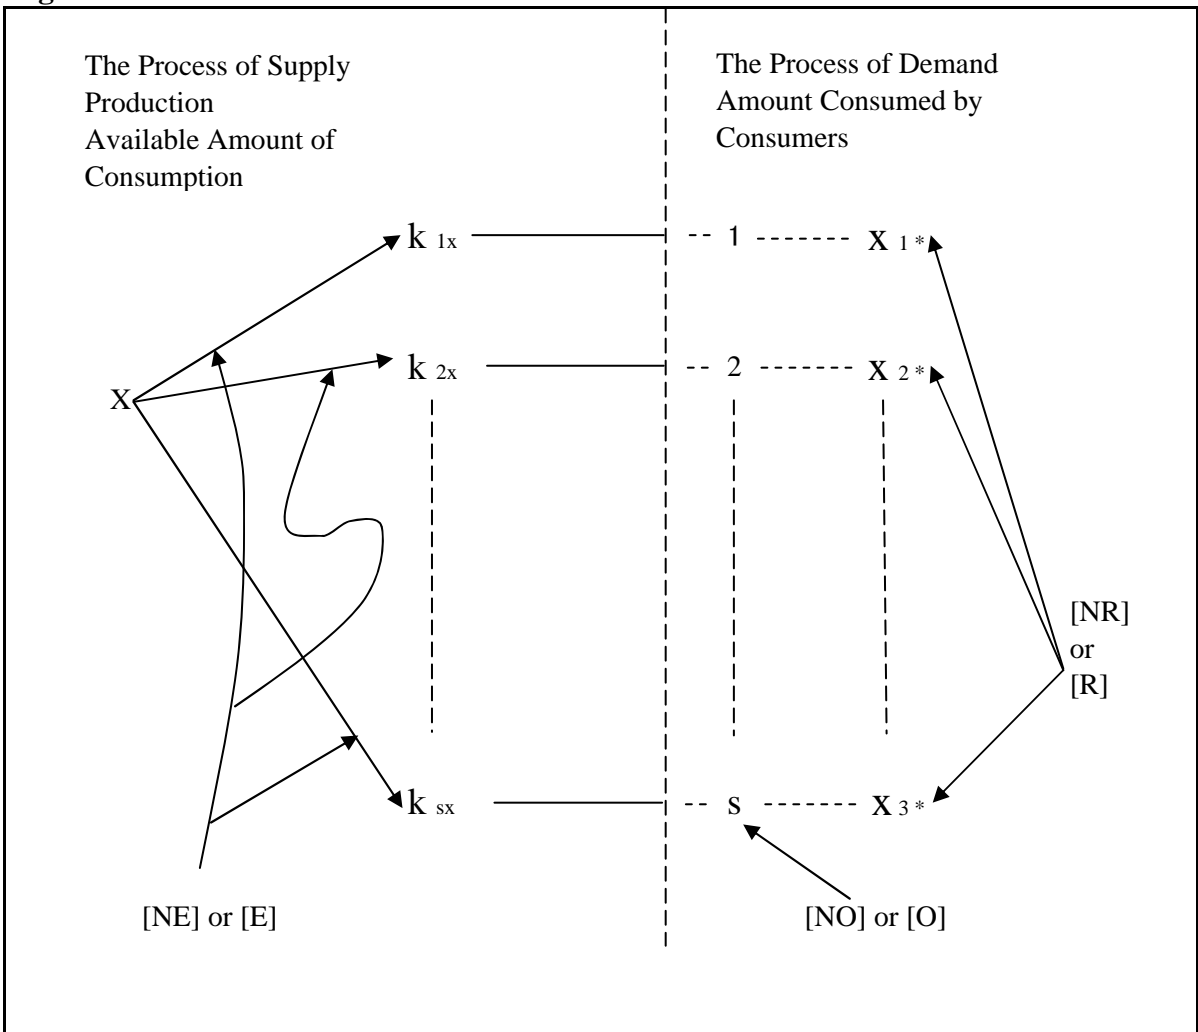 The Process of Supply
Production
Available Amount of
Consumption
The Process of Demand
Amount Consumed by
Consumers
k 1x 1 x 1 *
k 2x 2 x 2 *
X
[NR]
or
[R]
k sx s x 3 *
[NE] or [E]
[NO] or [O]